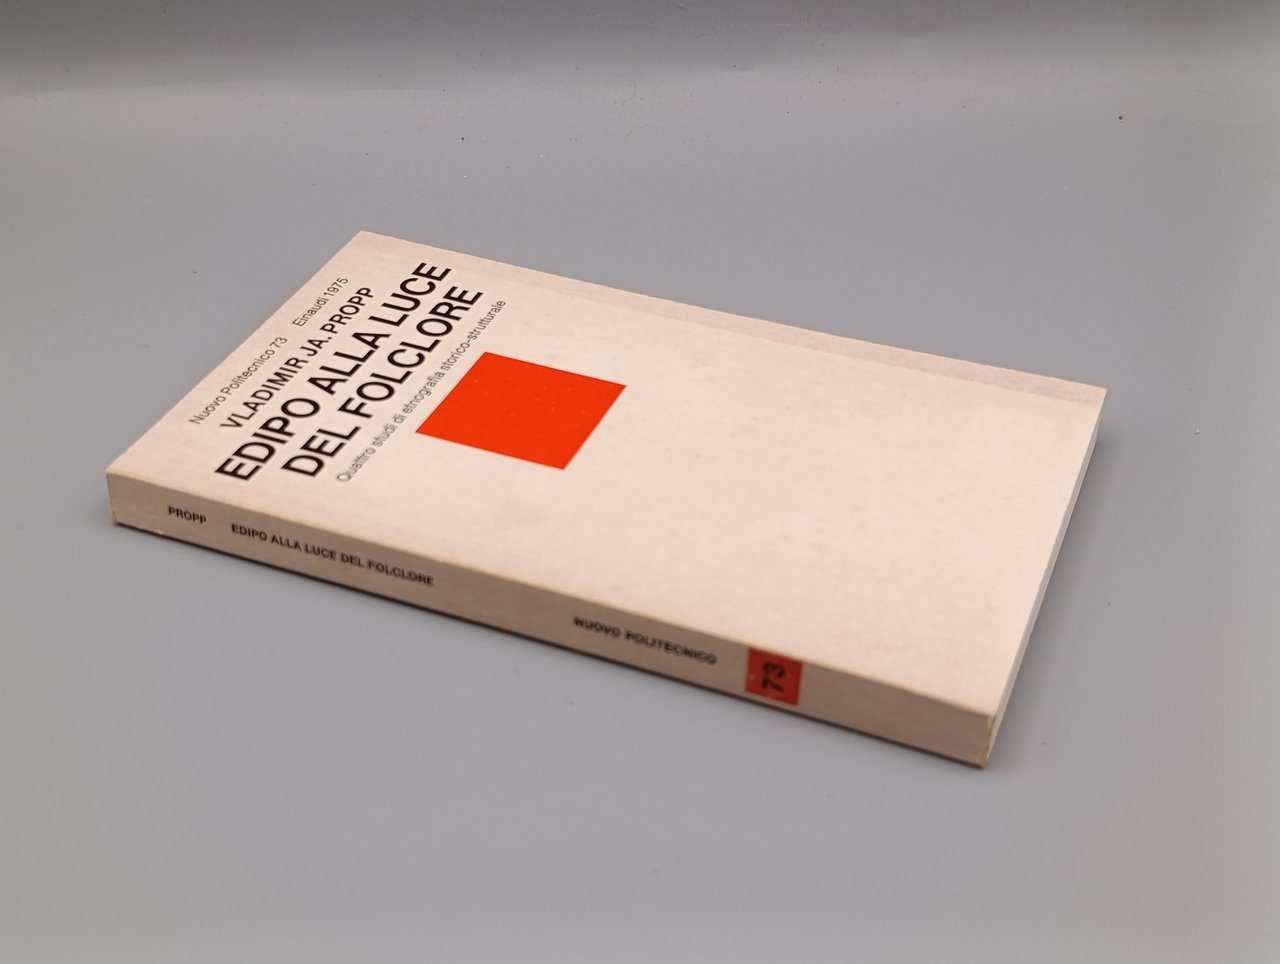 Nuovo Politecnico 73 Einaudi 1975
VLADIMIR JA. PROPP
EDIPO ALLA LUCE
DEL FOLCLORE
Quattro studi di etnografia storico-strutturale
PROPP EDIPO ALLA LUCE DEL FOLCLORE NUOVO POLITECNICO 73